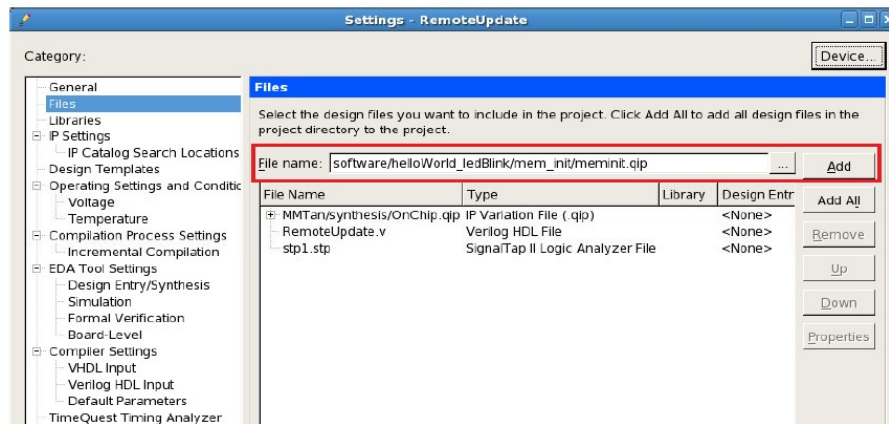 Settings - RemoteUpdate
Category:
Device...
General
Files
Libraries
IP Settings
IP Catalog Search Locations
Design Templates
Operating Settings and Conditic
Voltage
Temperature
Compilation Process Settings
Incremental Compilation
EDA Tool Settings
Design Entry/Synthesis
Simulation
Formal Verification
Board-Level
Compiler Settings
VHDL Input
Verilog HDL Input
Default Parameters
TimeQuest Timing Analyzer
Files
Select the design files you want to include in the project. Click Add All to add all design files in the
project directory to the project.
File name: software/helloWorld_ledBlink/mem_init/meminit.qip ... Add
File Name Type Library Design Entr
MMTan/synthesis/OnChip.qip IP Variation File (.qip) <None>
RemoteUpdate.v Verilog HDL File <None>
stp1.stp SignalTap II Logic Analyzer File <None>
Add All
Remove
Up
Down
Properties